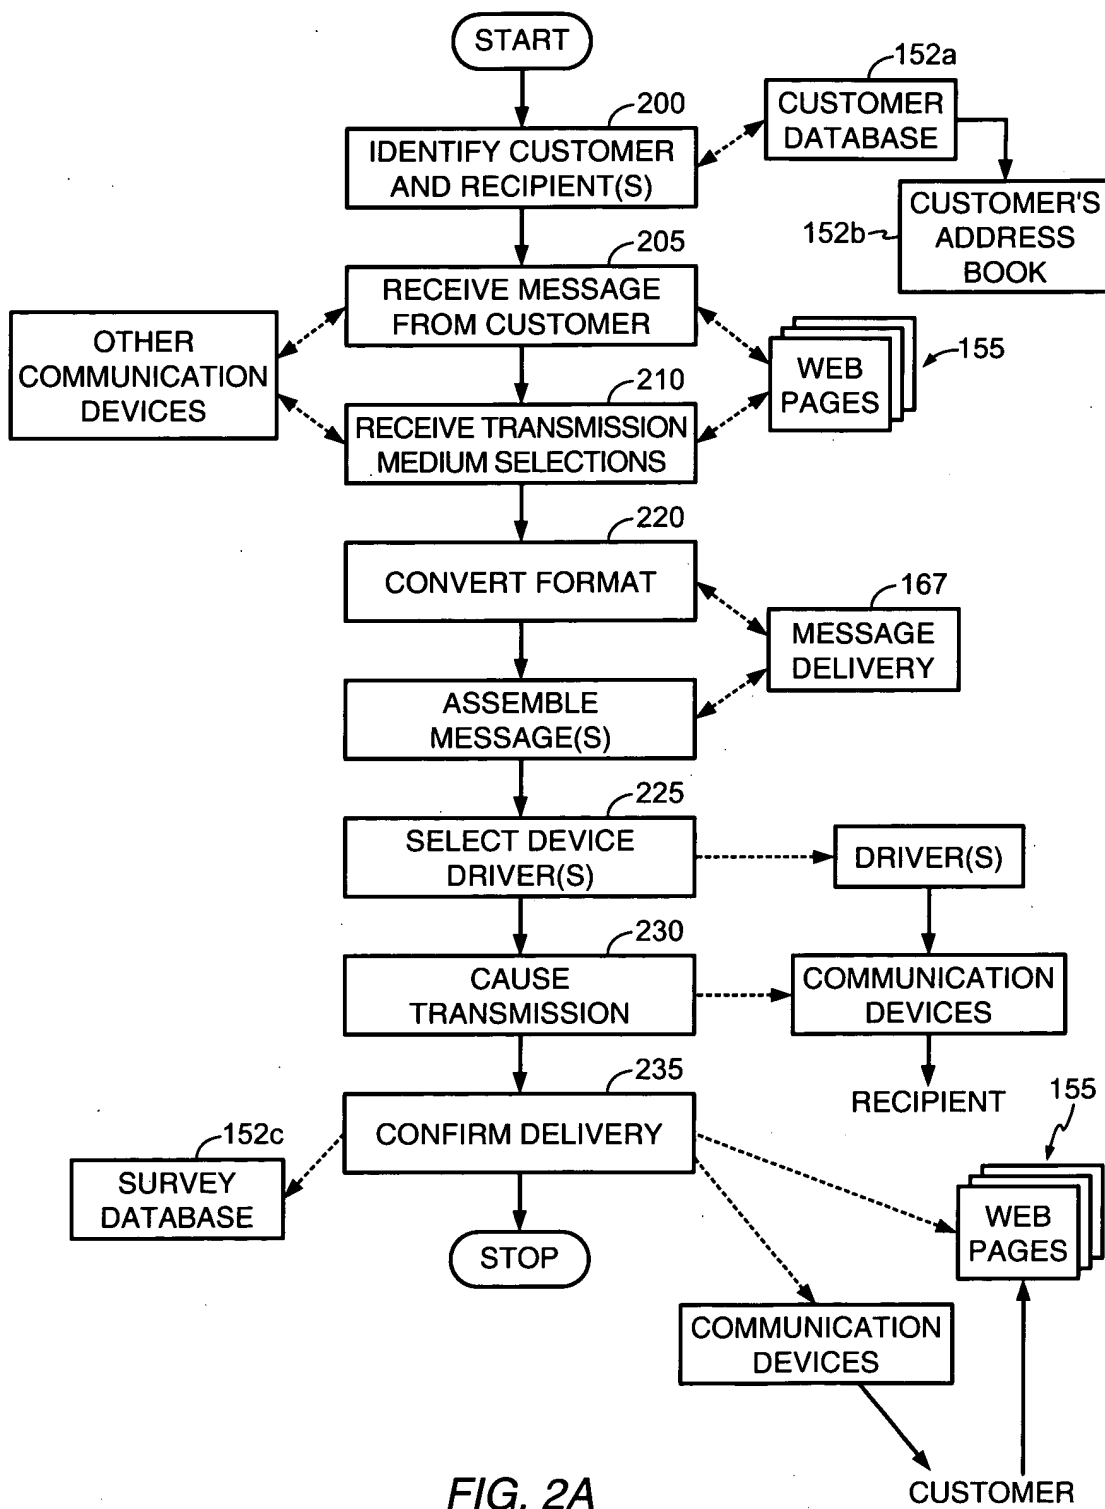 START
152a
CUSTOMER
DATABASE
200
IDENTIFY CUSTOMER
AND RECIPIENT(S)
CUSTOMER'S
ADDRESS
BOOK
152b
205
RECEIVE MESSAGE
FROM CUSTOMER
OTHER
COMMUNICATION
DEVICES
WEB
PAGES
155
210
RECEIVE TRANSMISSION
MEDIUM SELECTIONS
220
CONVERT FORMAT
167
MESSAGE
DELIVERY
ASSEMBLE
MESSAGE(S)
225
SELECT DEVICE
DRIVER(S)
DRIVER(S)
230
CAUSE
TRANSMISSION
COMMUNICATION
DEVICES
RECIPIENT
235
CONFIRM DELIVERY
155
152c
SURVEY
DATABASE
WEB
PAGES
STOP
COMMUNICATION
DEVICES
CUSTOMER
FIG. 2A